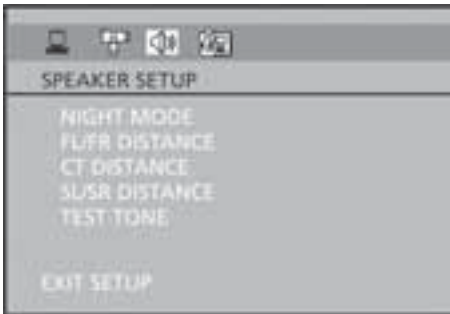 SPEAKER SETUP
NIGHT MODE
FL/FR DISTANCE
CT DISTANCE
SL/SR DISTANCE
TEST TONE
EXIT SETUP